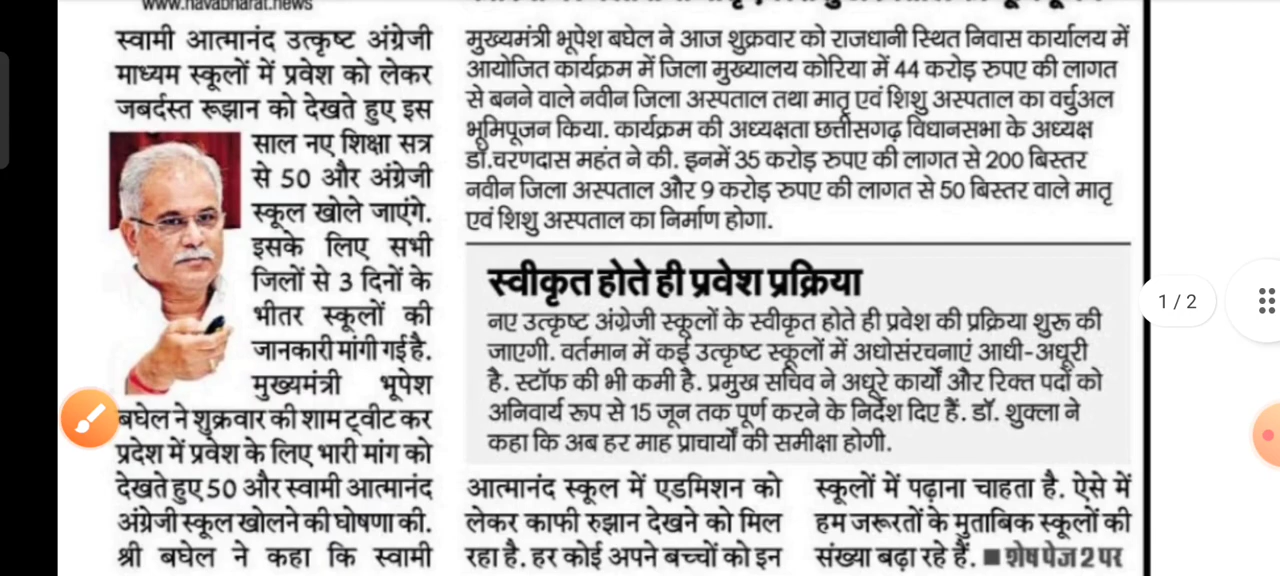 www.navabharat.news
स्वामी आत्मानंद उत्कृष्ट अंग्रेजी
माध्यम स्कूलों में प्रवेश को लेकर
जबर्दस्त रूझान को देखते हुए इस
साल नए शिक्षा सत्र
से 50 और अंग्रेजी
स्कूल खोले जाएंगे.
इसके लिए सभी
जिलों से 3 दिनों के
भीतर स्कूलों की
जानकारी मांगी गई है.
मुख्यमंत्री भूपेश
बघेल ने शुक्रवार की शाम ट्वीट कर
प्रदेश में प्रवेश के लिए भारी मांग को
देखते हुए 50 और स्वामी आत्मानंद
अंग्रेजी स्कूल खोलने की घोषणा की.
श्री बघेल ने कहा कि स्वामी
मुख्यमंत्री भूपेश बघेल ने आज शुक्रवार को राजधानी स्थित निवास कार्यालय में
आयोजित कार्यक्रम में जिला मुख्यालय कोरिया में 44 करोड़ रुपए की लागत
से बनने वाले नवीन जिला अस्पताल तथा मातृ एवं शिशु अस्पताल का वर्चुअल
भूमिपूजन किया. कार्यक्रम की अध्यक्षता छत्तीसगढ़ विधानसभा के अध्यक्ष
डॉ.चरणदास महंत ने की. इनमें 35 करोड़ रुपए की लागत से 200 बिस्तर
नवीन जिला अस्पताल और 9 करोड़ रुपए की लागत से 50 बिस्तर वाले मातृ
एवं शिशु अस्पताल का निर्माण होगा.
स्वीकृत होते ही प्रवेश प्रक्रिया
नए उत्कृष्ट अंग्रेजी स्कूलों के स्वीकृत होते ही प्रवेश की प्रक्रिया शुरू की
जाएगी. वर्तमान में कई उत्कृष्ट स्कूलों में अधोसंरचनाएं आधी-अधूरी
है. स्टॉफ की भी कमी है. प्रमुख सचिव ने अधूरे कार्यों और रिक्त पदों को
अनिवार्य रूप से 15 जून तक पूर्ण करने के निर्देश दिए हैं. डॉ. शुक्ला ने
कहा कि अब हर माह प्राचार्यों की समीक्षा होगी.
आत्मानंद स्कूल में एडमिशन को
लेकर काफी रुझान देखने को मिल
रहा है. हर कोई अपने बच्चों को इन
स्कूलों में पढ़ाना चाहता है. ऐसे में
हम जरूरतों के मुताबिक स्कूलों की
संख्या बढ़ा रहे हैं. ■ शेष पेज 2 पर
1 / 2